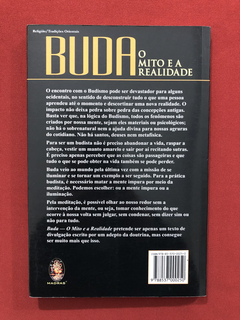 Religião/Tradições Orientais
BUDA O
MITO E A
REALIDADE
O encontro com o Budismo pode ser devastador para alguns
ocidentais, no sentido de desconstruir tudo o que uma pessoa
aprendeu até o momento e descortinar uma nova realidade. O
impacto não deixa pedra sobre pedra das concepções antigas.
Basta ver que, na lógica do Budismo, todos os fenômenos são
criados por nossa mente, sejam eles materiais ou psicológicos;
não há o sobrenatural nem a ajuda divina para nossas agruras
do cotidiano. Não há santos, deuses nem metafísica.
Para ser um budista não é preciso abandonar a vida, raspar a
cabeça, vestir um manto amarelo e sair por aí recitando sutras.
É preciso apenas perceber que as coisas são passageiras e que
tudo o que se pode obter na vida também se pode perder.
Buda veio ao mundo pela última vez com a missão de se
iluminar e se tornar um exemplo a ser seguido. Para a prática
budista, é necessário matar a mente impura por meio da
meditação. Podemos escolher: ou a mente impura ou a
iluminação.
Pela meditação, é possível olhar ao redor sem a
intervenção da mente, ou seja, tomar conhecimento do que
ocorre à nossa volta sem julgar, sem condenar, sem dizer sim ou
não para tudo.
Buda — O Mito e a Realidade pretende ser apenas um texto de
divulgação escrito por um adepto da doutrina, mas consegue
ser muito mais que isso.
MADRAS